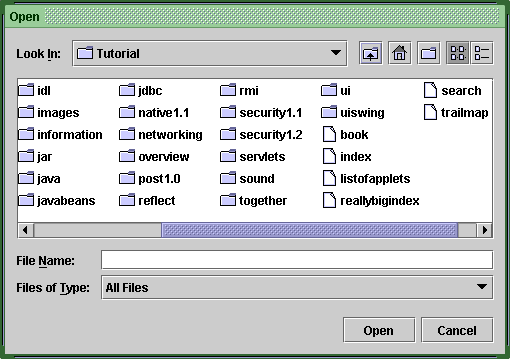 Open
Look In: Tutorial
idl jdbc rmi ui search
images native1.1 security1.1 uiswing trailmap
information networking security1.2 book
jar overview servlets index
java post1.0 sound listofapplets
javabeans reflect together reallybigindex
File Name:
Files of Type: All Files
Open Cancel